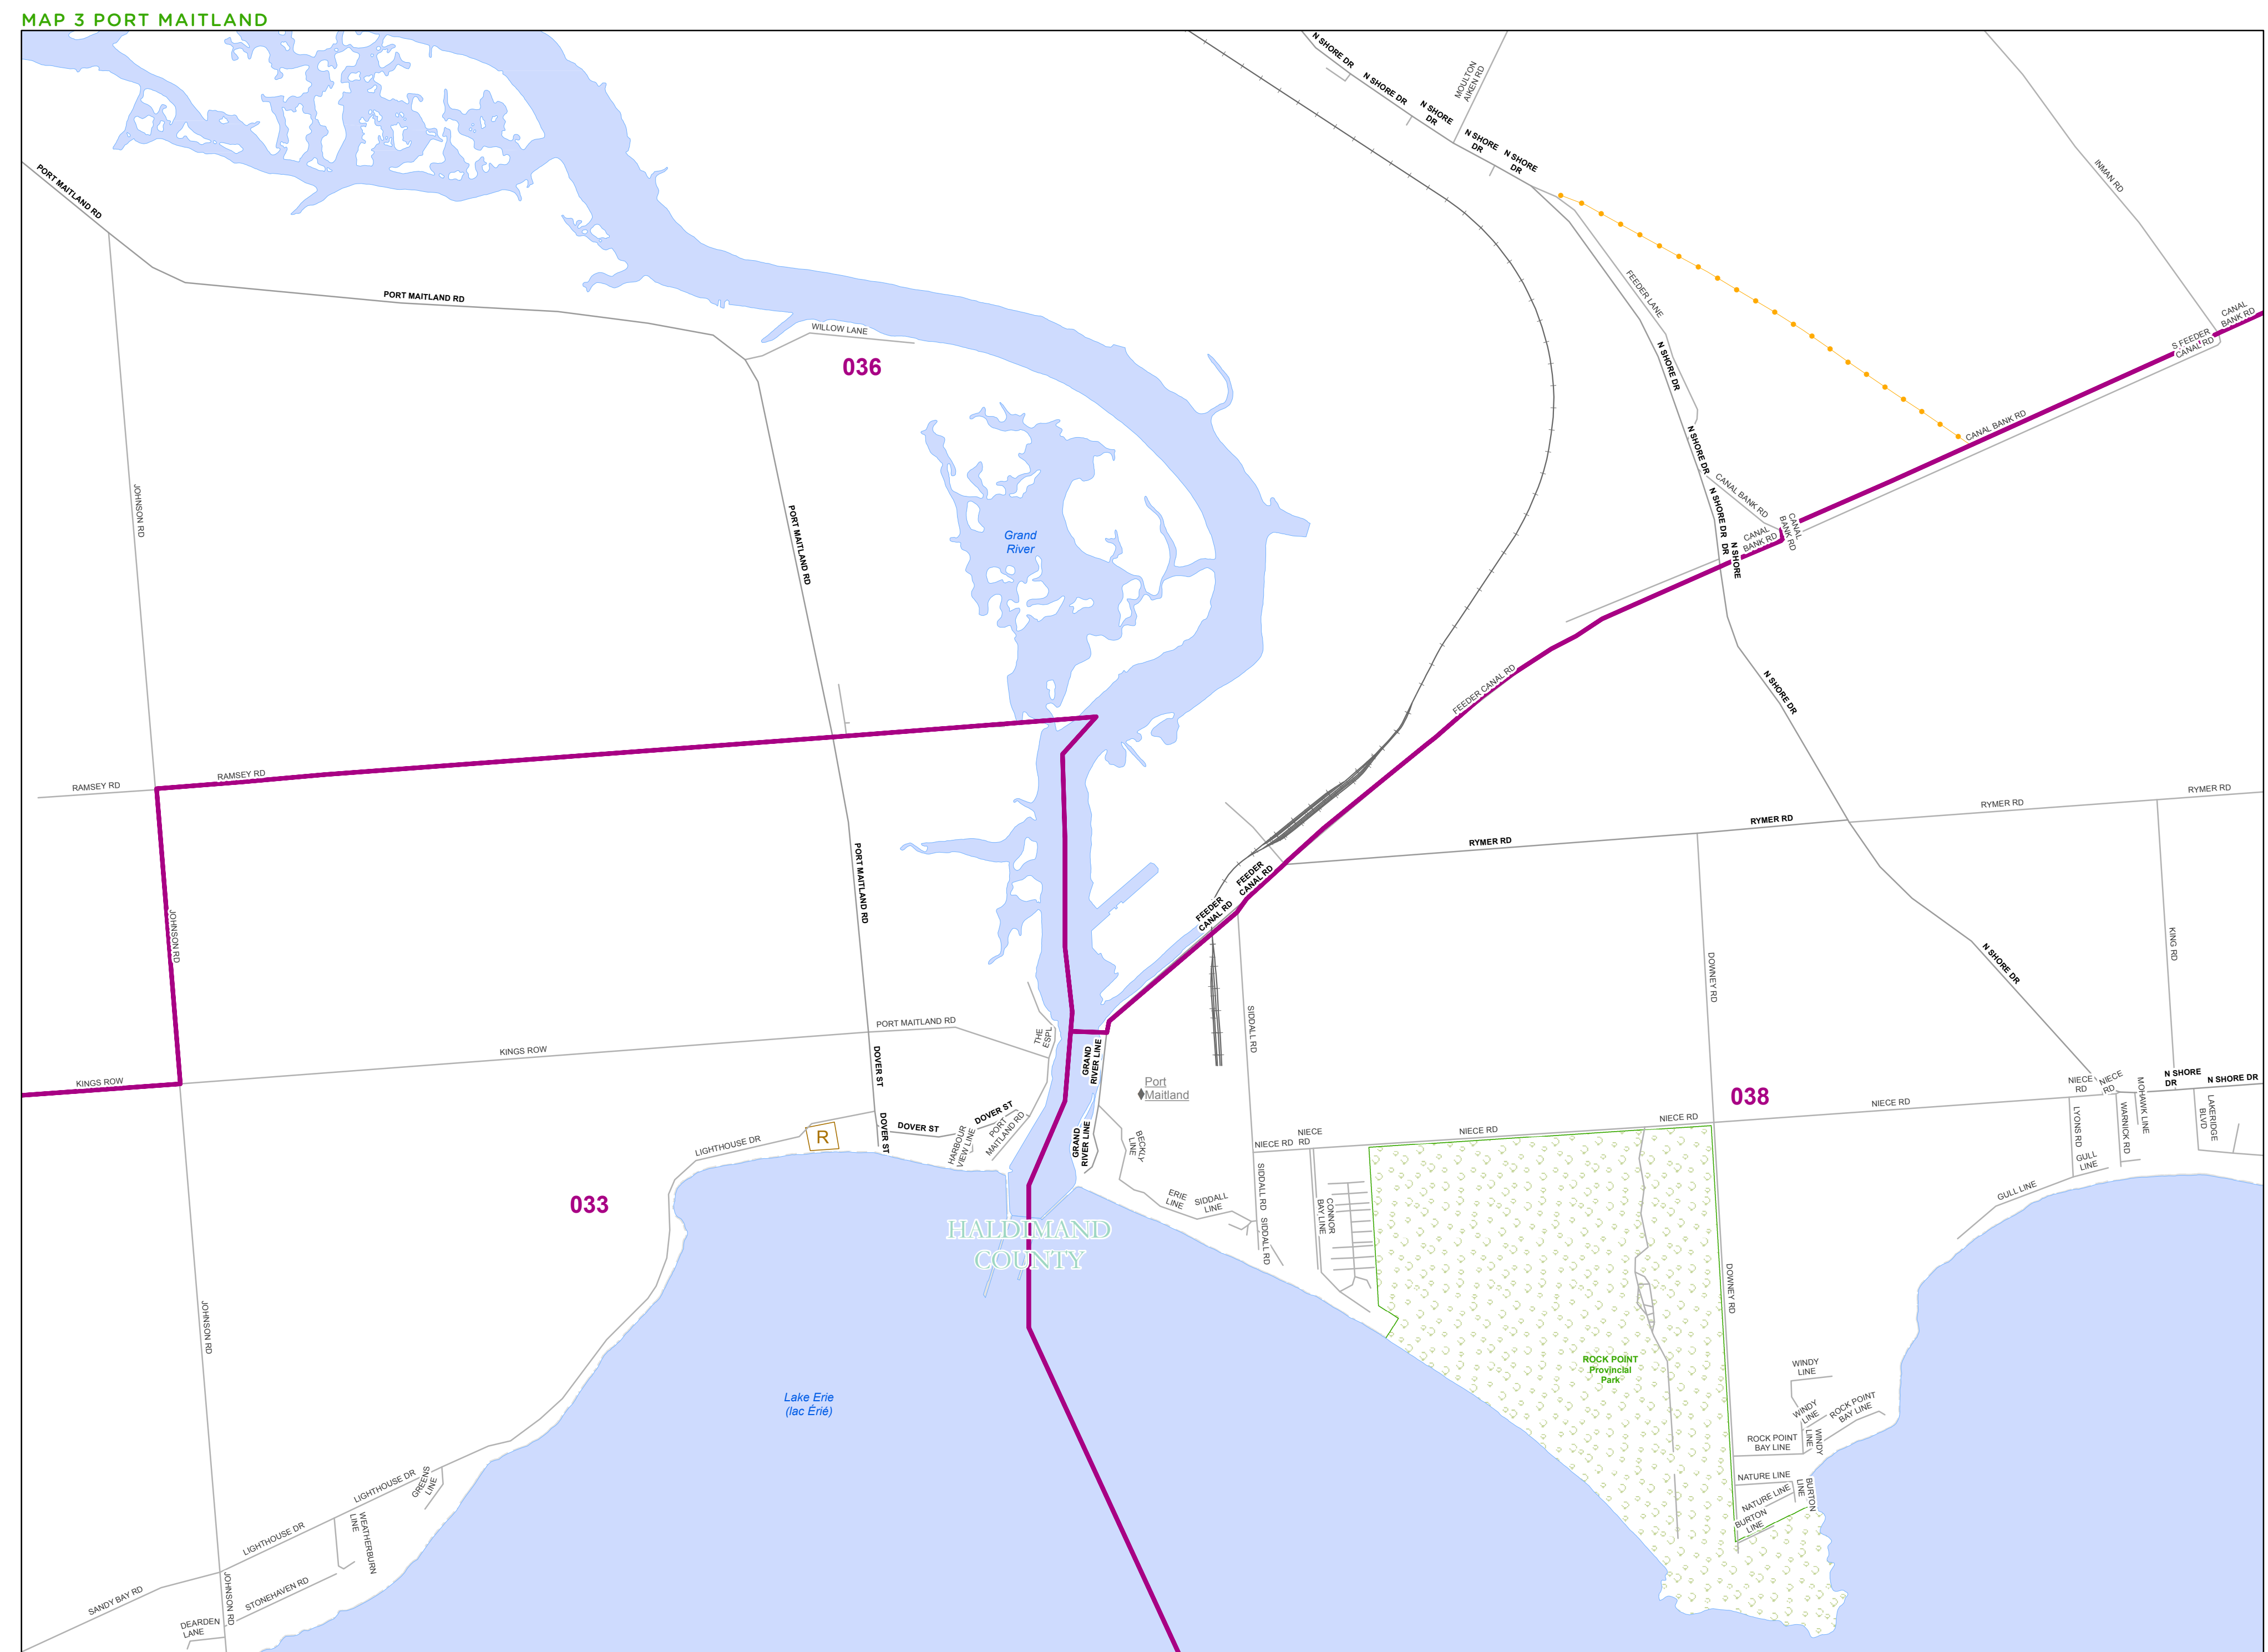 MAP 3 PORT MAITLAND
N SHORE DR
N SHORE DR
N SHORE
DR
N SHORE
DR
N SHORE
DR
MOULTON
AIKEN RD
INMAN RD
PORT MAITLAND RD
PORT MAITLAND RD
WILLOW LANE
036
FEEDER LANE
N SHORE DR
CANAL
BANK RD
S FEEDER
CANAL RD
CANAL BANK RD
N SHORE DR
CANAL BANK RD
N SHORE DR
DR
N SHORE
CANAL
BANK RD
CANAL
BANK RD
JOHNSON RD
PORT MAITLAND RD
Grand
River
FEEDER CANAL RD
N SHORE DR
RAMSEY RD
RAMSEY RD
RYMER RD
RYMER RD
RYMER RD
RYMER RD
PORT MAITLAND RD
FEEDER
CANAL RD
FEEDER
CANAL RD
JOHNSON RD
DOWNEY RD
N SHORE DR
KING RD
SIDDALL RD
PORT MAITLAND RD
THE
ESPL
KINGS ROW
KINGS ROW
DOVER ST
GRAND
RIVER LINE
Port
Maitland
038
NIECE
RD
NIECE
RD
MOHAWK LINE
N SHORE
DR
N SHORE DR
LIGHTHOUSE DR
R
DOVER ST
DOVER ST
DOVER ST
HARBOUR
VIEW LINE
PORT
MAITLAND RD
GRAND
RIVER LINE
BECKLY
LINE
NIECE RD
NIECE
RD
NIECE RD
NIECE RD
NIECE RD
LYONS RD
WARNICK RD
LAKERIDGE
BLVD
GULL
LINE
GULL LINE
033
ERIE
LINE
SIDDALL
LINE
SIDDALL RD
SIDDALL RD
CONNOR
BAY LINE
HALDIMAND
COUNTY
JOHNSON RD
DOWNEY RD
ROCK POINT
Provincial
Park
Lake Erie
(lac Érié)
WINDY
LINE
WINDY
LINE
ROCK POINT
BAY LINE
WINDY
LINE
ROCK POINT
BAY LINE
NATURE LINE
NATURE LINE
BURTON
LINE
BURTON
LINE
GREENS
LINE
LIGHTHOUSE DR
LIGHTHOUSE DR
WEATHERBURN
LINE
SANDY BAY RD
JOHNSON RD
STONEHAVEN RD
DEARDEN
LANE